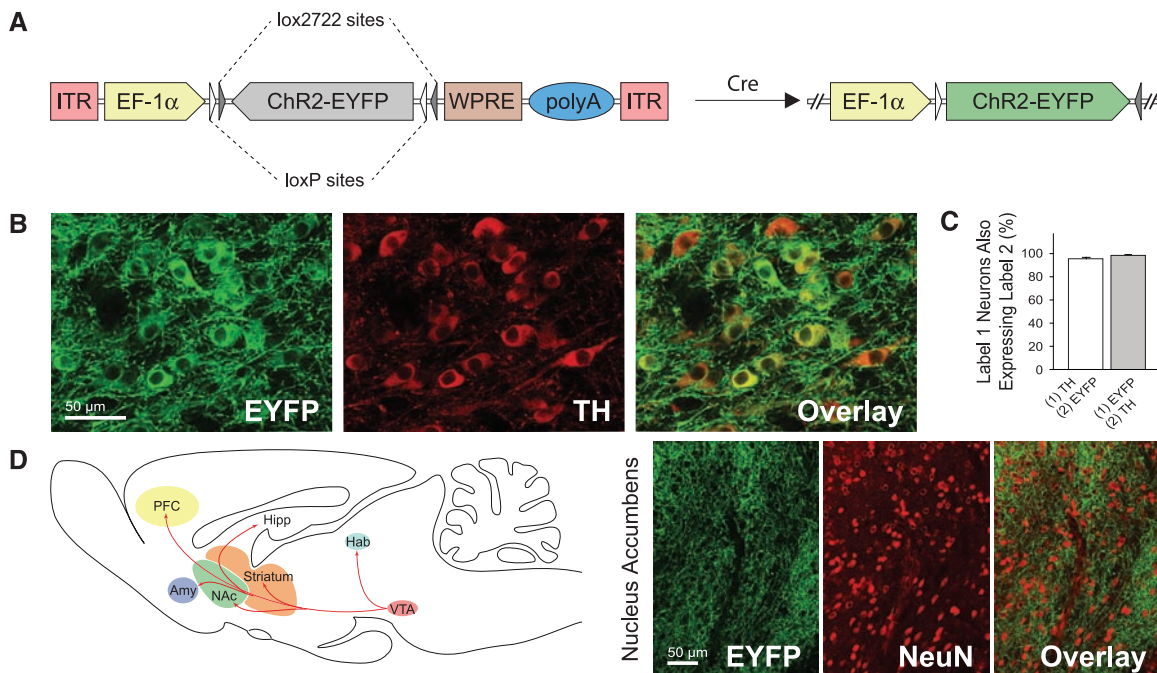 A
lox2722 sites
ITR
EF-1α
ChR2-EYFP
WPRE
polyA
ITR
Cre
EF-1α
ChR2-EYFP
loxP sites
B
50 µm
EYFP
TH
Overlay
C
Label 1 Neurons Also
Expressing Label 2 (%)
100
80
60
40
20
0
(1) TH
(2) EYFP
(1) EYFP
(2) TH
D
PFC
Hipp
Hab
Striatum
Amy
NAc
VTA
Nucleus Accumbens
50 µm
EYFP
NeuN
Overlay